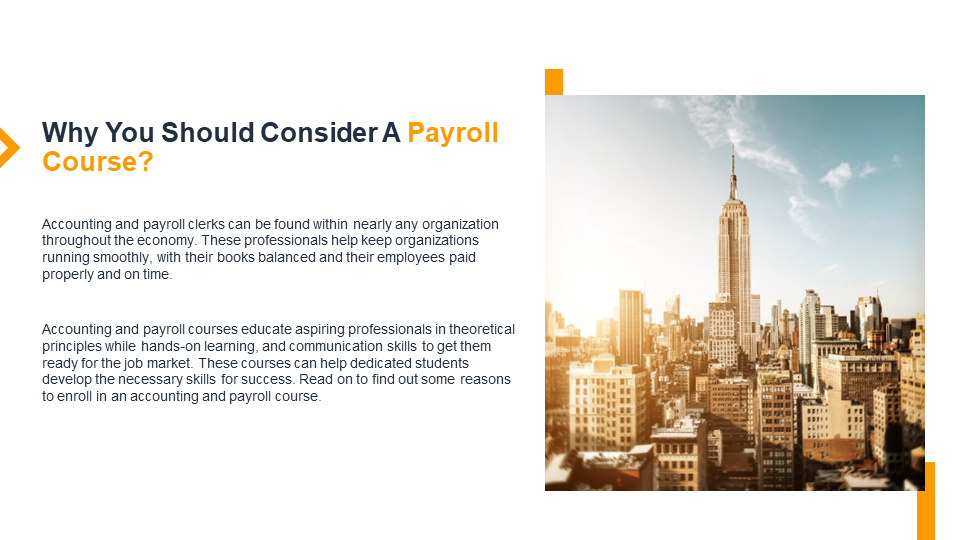 Why You Should Consider A Payroll
Course?
Accounting and payroll clerks can be found within nearly any organization
throughout the economy. These professionals help keep organizations
running smoothly, with their books balanced and their employees paid
properly and on time.
Accounting and payroll courses educate aspiring professionals in theoretical
principles while hands-on learning, and communication skills to get them
ready for the job market. These courses can help dedicated students
develop the necessary skills for success. Read on to find out some reasons
to enroll in an accounting and payroll course.